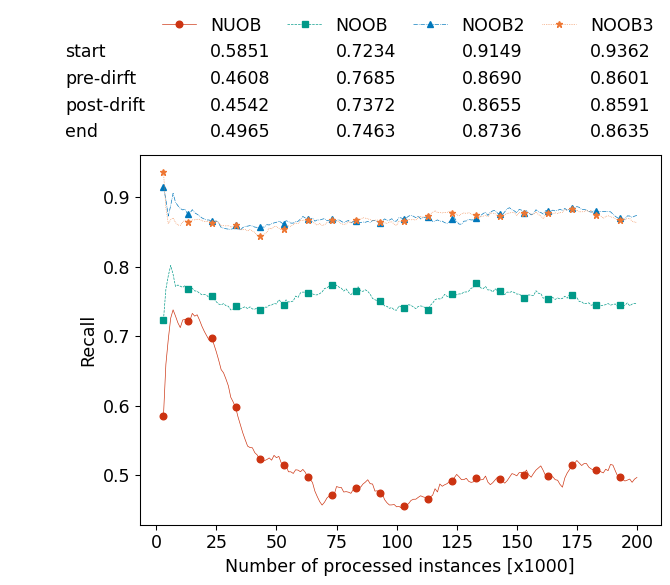 NUOB NOOB NOOB2 NOOB3
start 0.5851 0.7234 0.9149 0.9362
pre-dirft 0.4608 0.7685 0.8690 0.8601
post-drift 0.4542 0.7372 0.8655 0.8591
end 0.4965 0.7463 0.8736 0.8635
0.9
0.8
0.7
0.6
0.5
Recall
0 25 50 75 100 125 150 175 200
Number of processed instances [x1000]